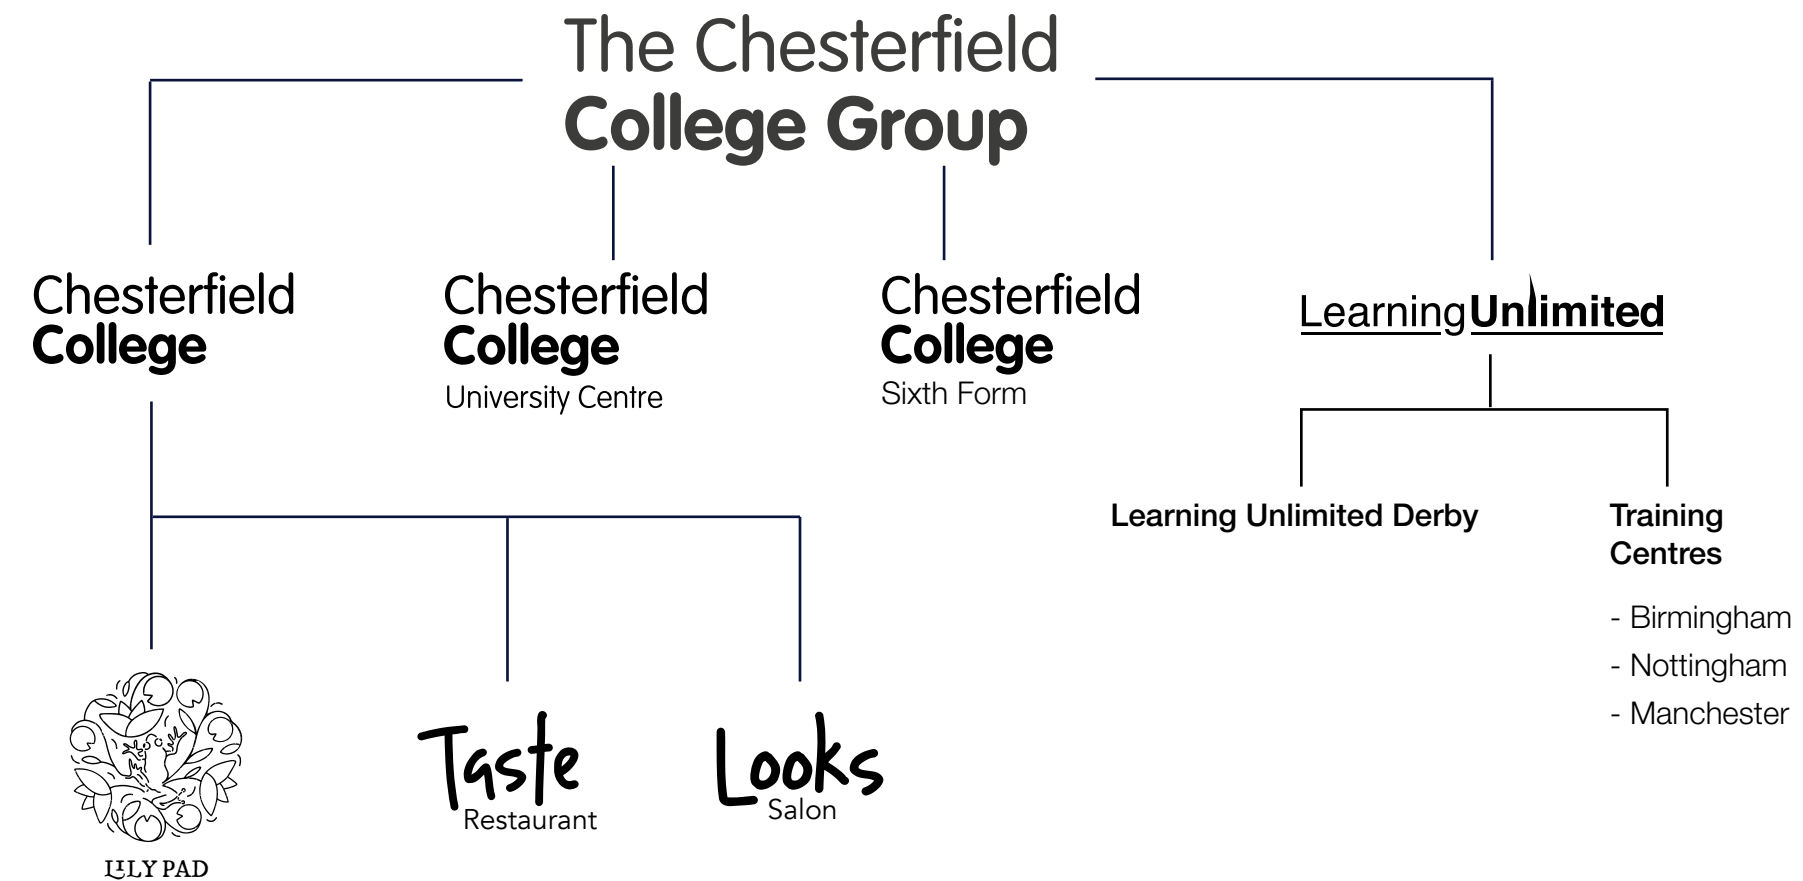 The Chesterfield
College Group
Chesterfield
College
Chesterfield
College
University Centre
Chesterfield
College
Sixth Form
LearningUnlimited
Learning Unlimited Derby
Training
Centres
- Birmingham
- Nottingham
- Manchester
LILY PAD
Taste
Restaurant
Looks
Salon